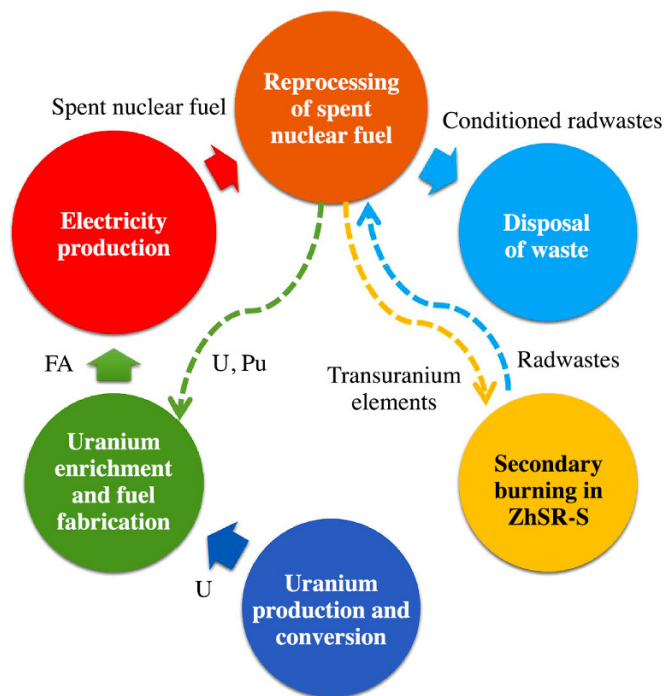 Reprocessing
of spent
nuclear fuel
Spent nuclear fuel
Conditioned radwastes
Electricity
production
Disposal
of waste
FA
U, Pu
Transuranium
elements
Radwastes
Uranium
enrichment
and fuel
fabrication
Secondary
burning in
ZhSR-S
U
Uranium
production and
conversion